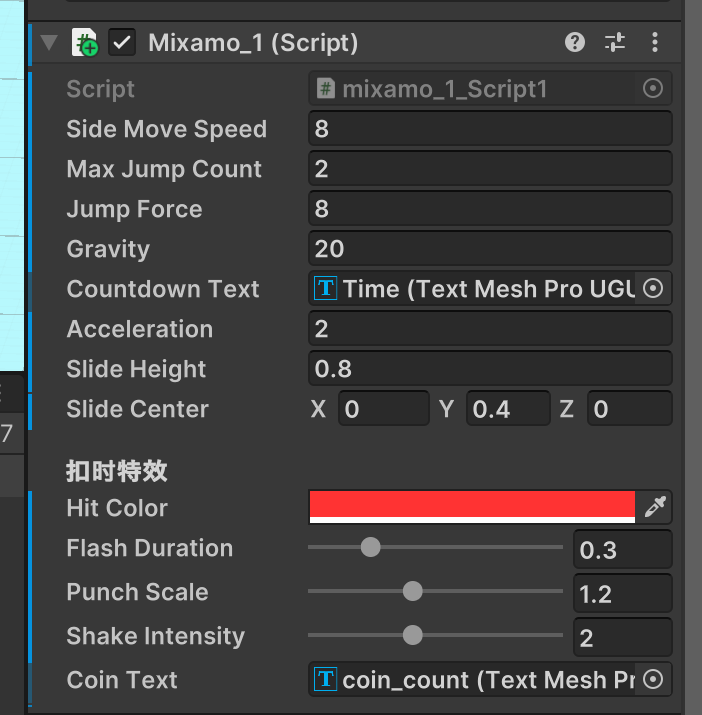 Mixamo_1 (Script)
Script # mixamo_1_Script1
Side Move Speed 8
Max Jump Count 2
Jump Force 8
Gravity 20
Countdown Text T Time (Text Mesh Pro UGU
Acceleration 2
Slide Height 0.8
Slide Center X 0 Y 0.4 Z 0
7
扣时特效
Hit Color
Flash Duration 0.3
Punch Scale 1.2
Shake Intensity 2
Coin Text T coin_count (Text Mesh Pr